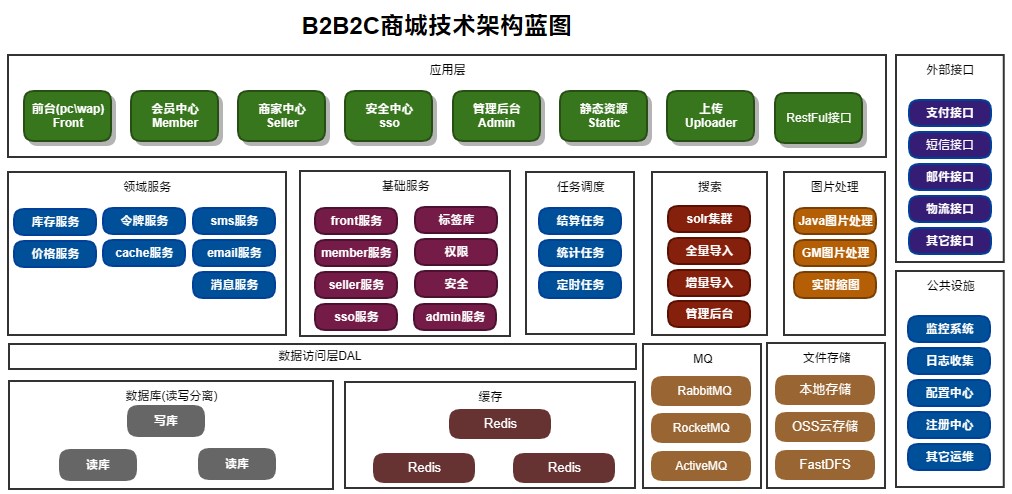 B2B2C商城技术架构蓝图
应用层
前台(pc\wap)
Front
会员中心
Member
商家中心
Seller
安全中心
sso
管理后台
Admin
静态资源
Static
上传
Uploader
RestFul接口
外部接口
支付接口
短信接口
邮件接口
物流接口
其它接口
领域服务
库存服务
令牌服务
sms服务
价格服务
cache服务
email服务
消息服务
基础服务
front服务
标签库
member服务
权限
seller服务
安全
sso服务
admin服务
任务调度
结算任务
统计任务
定时任务
搜索
solr集群
全量导入
增量导入
管理后台
图片处理
Java图片处理
GM图片处理
实时缩图
公共设施
监控系统
日志收集
配置中心
注册中心
其它运维
数据访问层DAL
数据库(读写分离)
写库
读库
读库
缓存
Redis
Redis
Redis
MQ
RabbitMQ
RocketMQ
ActiveMQ
文件存储
本地存储
OSS云存储
FastDFS